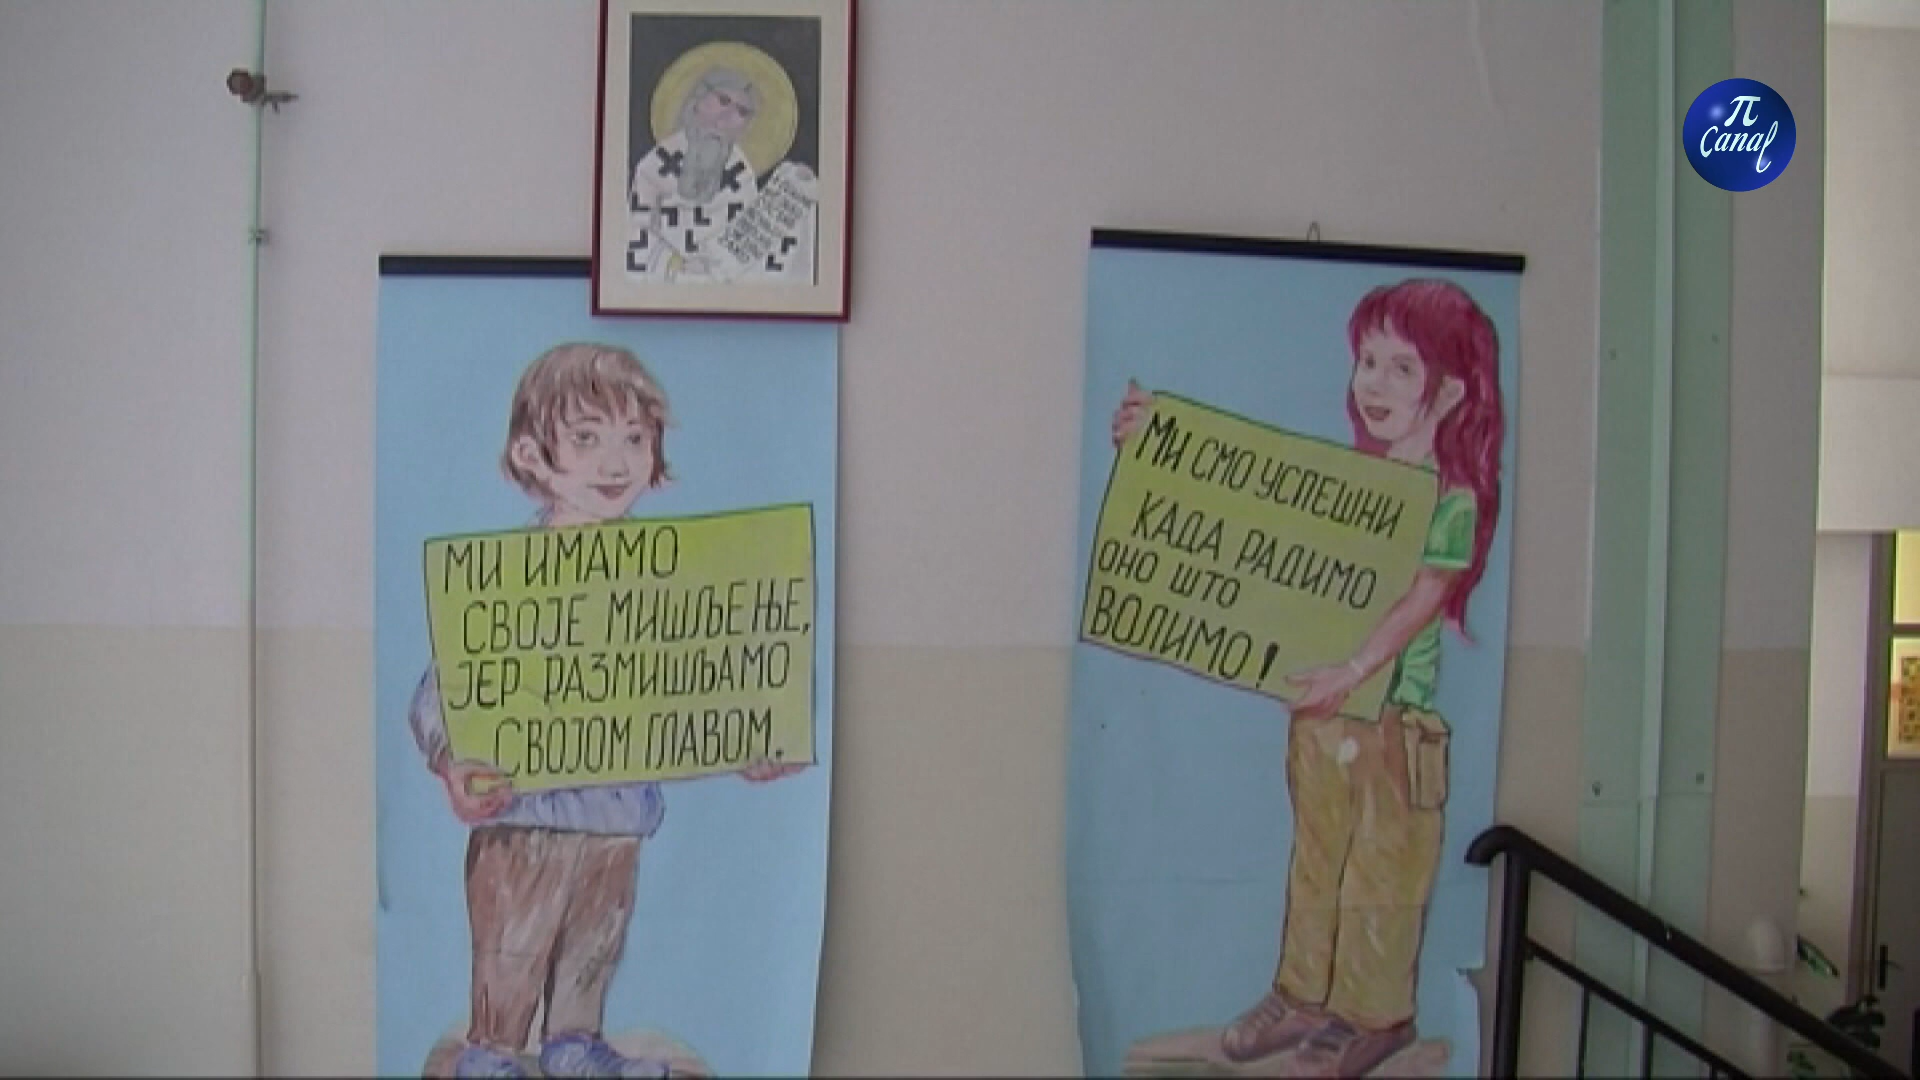 π
Canal
МИ ИМАМО
СВОЈЕ МИШЉЕЊЕ,
ЈЕР РАЗМИШЉАМО
СВОЈОМ ГЛАВОМ.
МИ СМО УСПЕШНИ
КАДА РАДИМО
ОНО ШТО
ВОЛИМО!